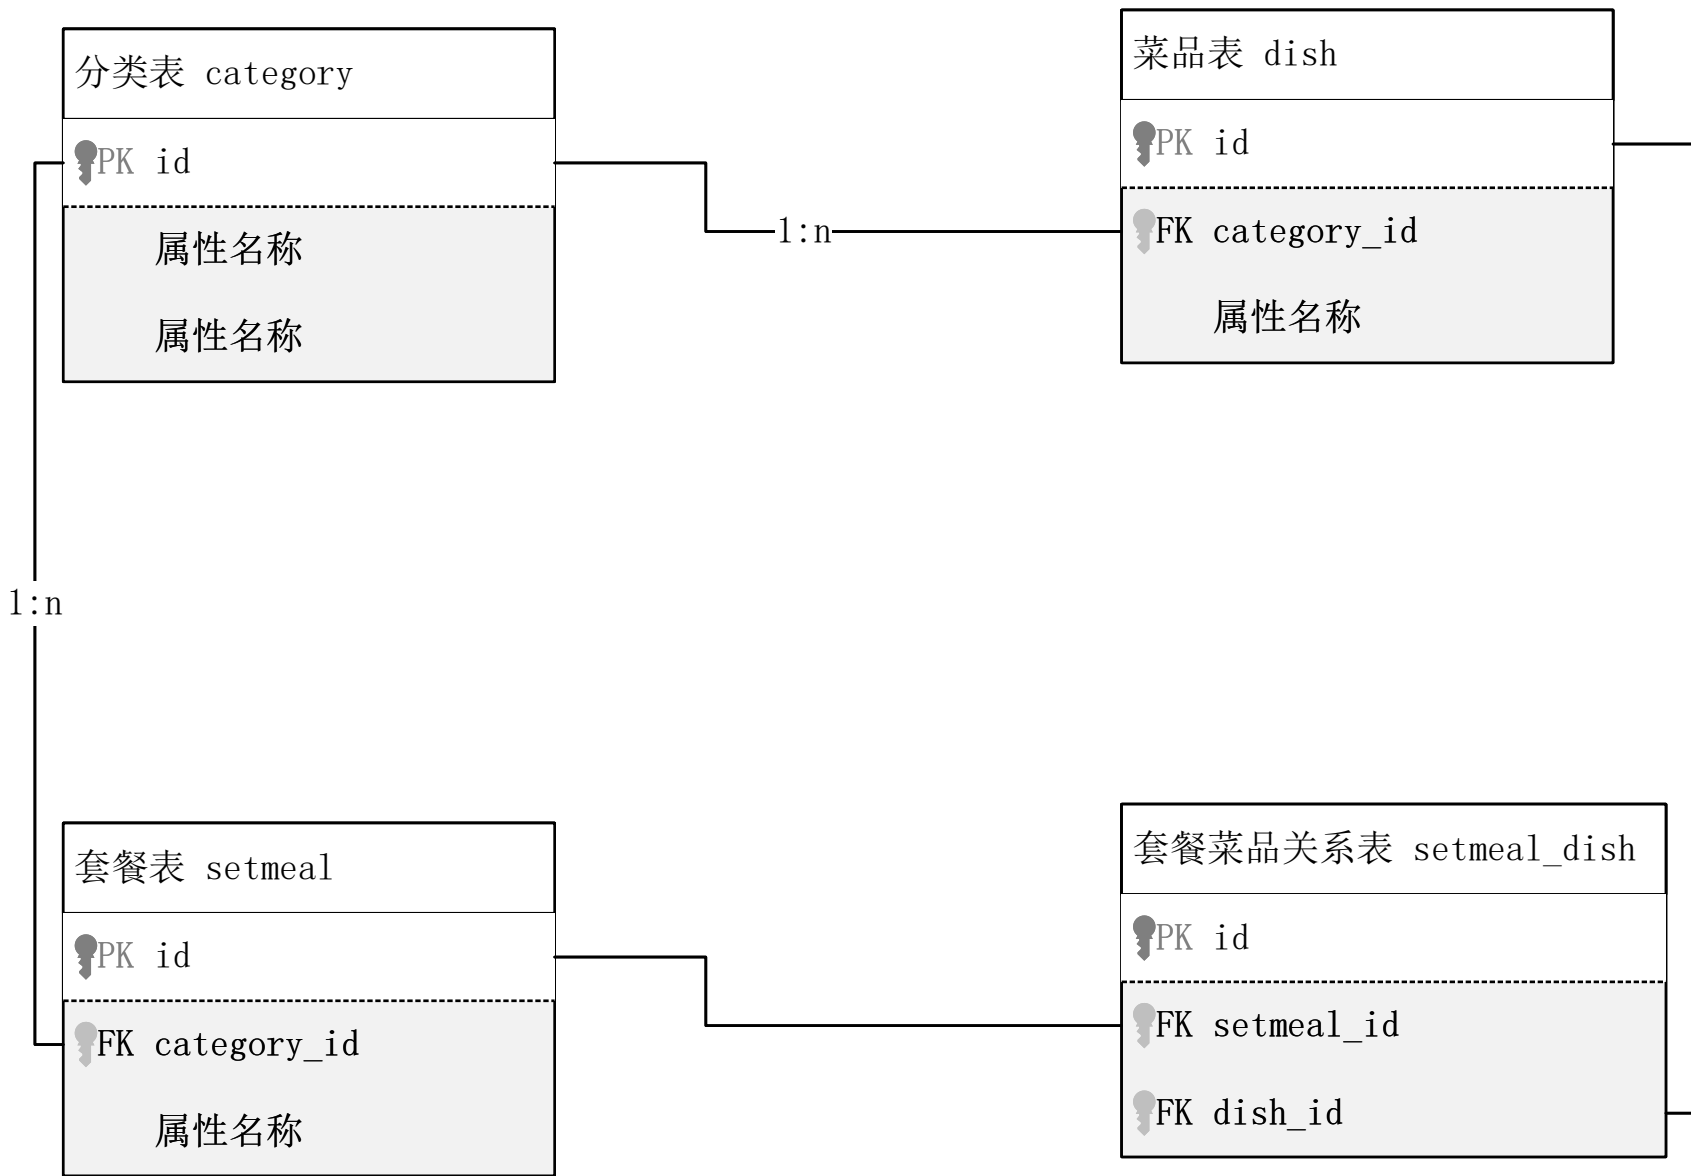 分类表 category
PK id
属性名称
属性名称
菜品表 dish
PK id
FK category_id
属性名称
1:n
1:n
套餐表 setmeal
PK id
FK category_id
属性名称
套餐菜品关系表 setmeal_dish
PK id
FK setmeal_id
FK dish_id